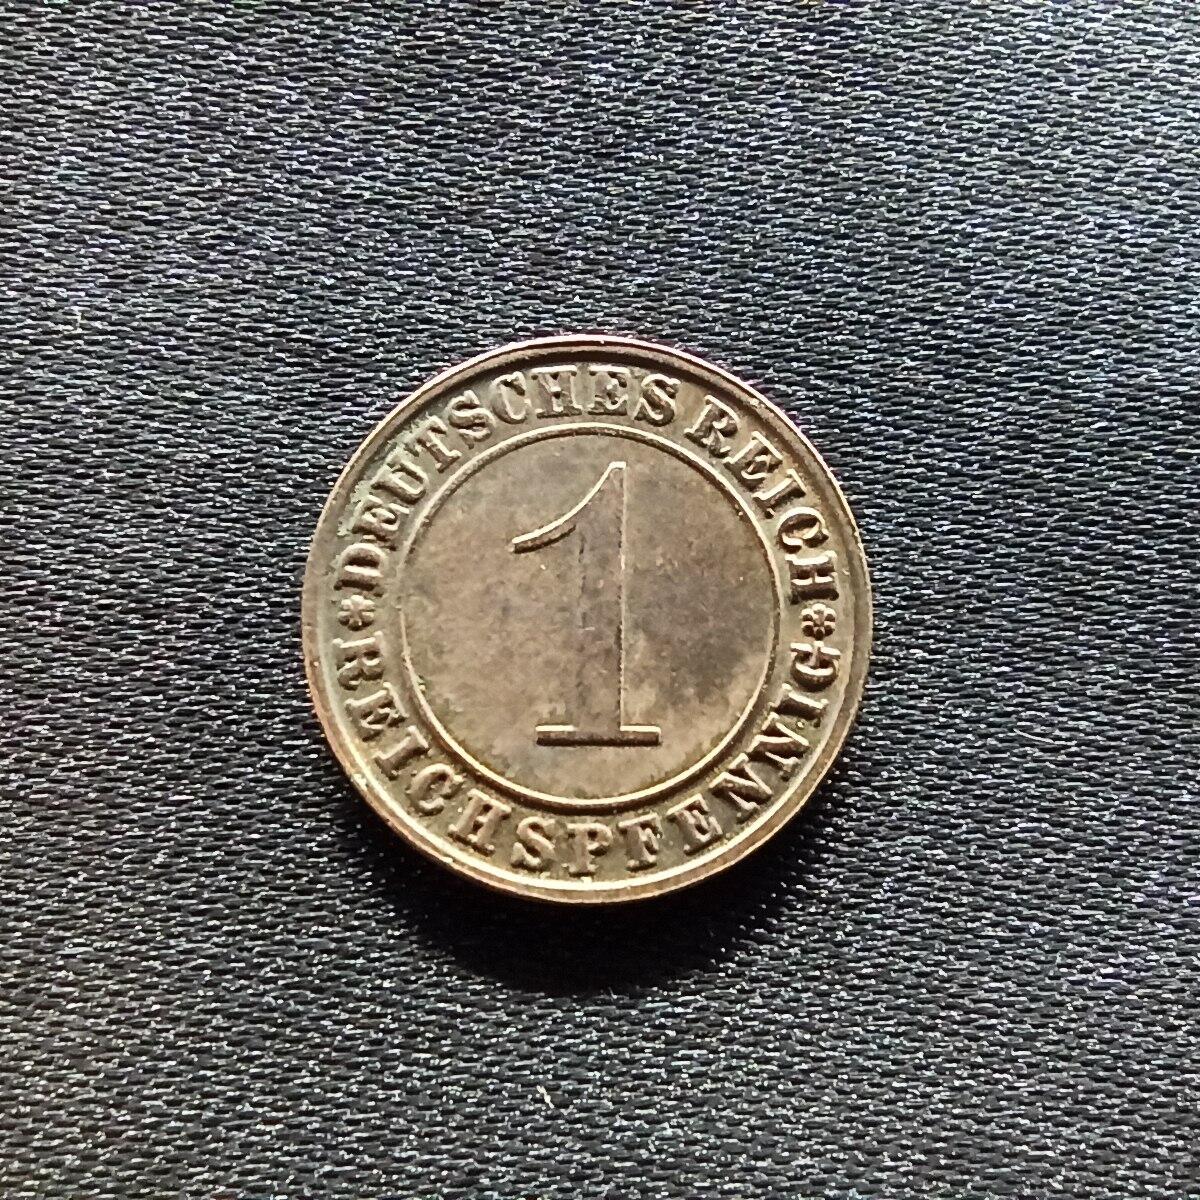 DEUTSCHES REICH
1
REICHSPFENNIG